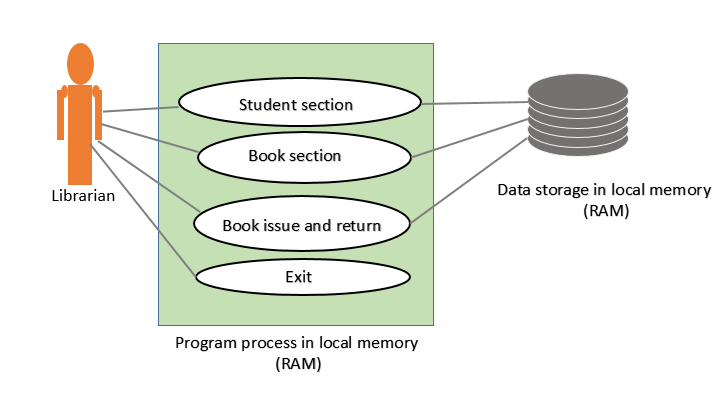 Student section
Book section
Librarian
Data storage in local memory
(RAM)
Book issue and return
Exit
Program process in local memory
(RAM)